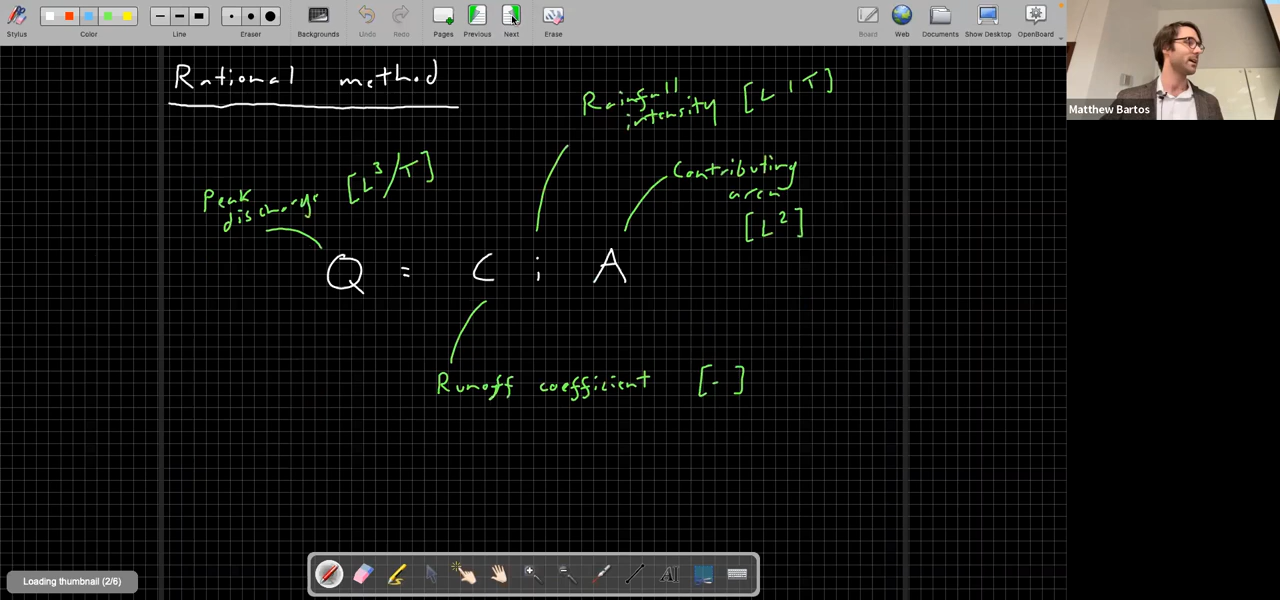 Stylus
Color
Line
Eraser
Backgrounds
Undo
Redo
Pages
Previous
Next
Erase
Board
Web
Documents
Show Desktop
OpenBoard
Matthew Bartos
Rational method
Rainfall
intensity [L / T]
Peak
discharge [L³/T]
Contributing
area
[L²]
Q = C i A
Runoff coefficient [-]
Loading thumbnail (2/6)
AI